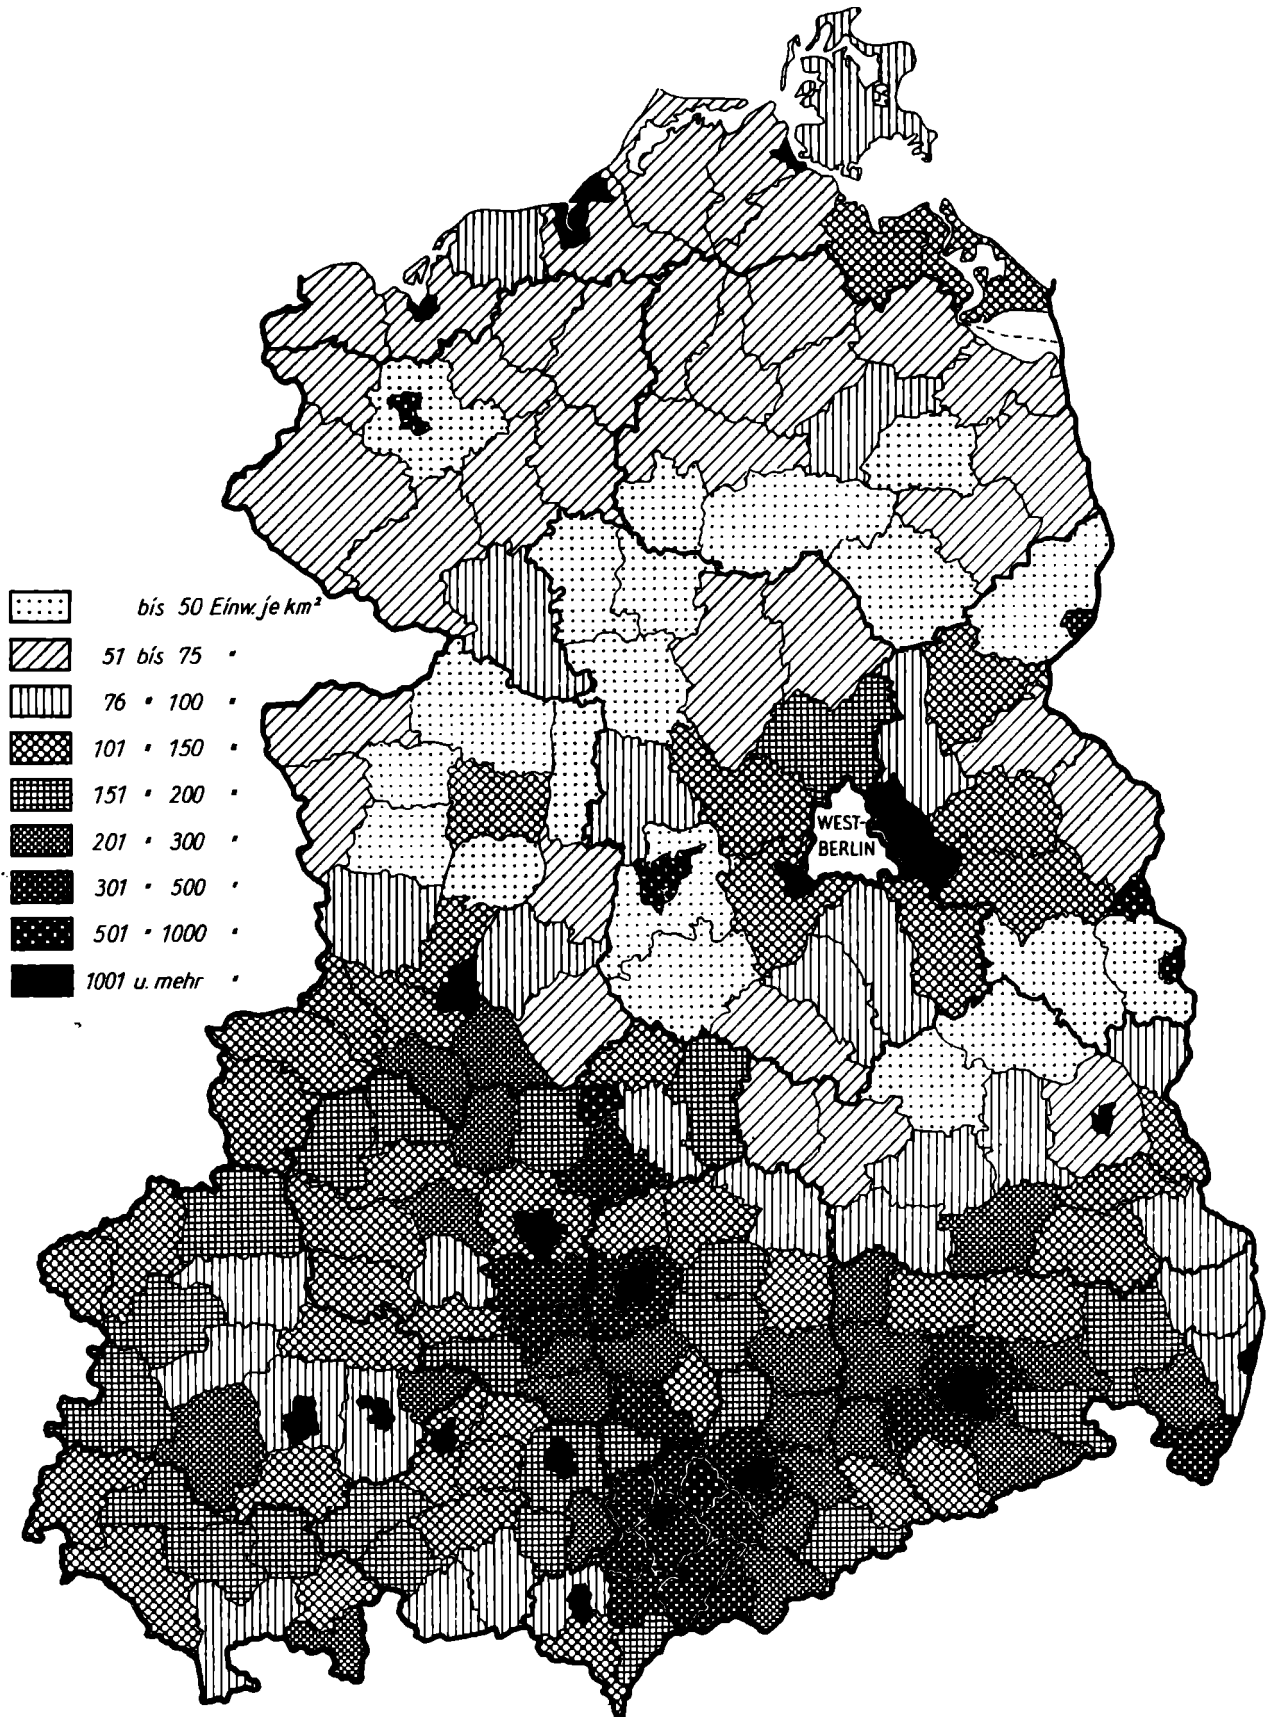 bis 50 Einw. je km²
51 bis 75 "
76 " 100 "
101 " 150 "
151 " 200 "
201 " 300 "
301 " 500 "
501 " 1000 "
1001 u. mehr "
WEST-
BERLIN